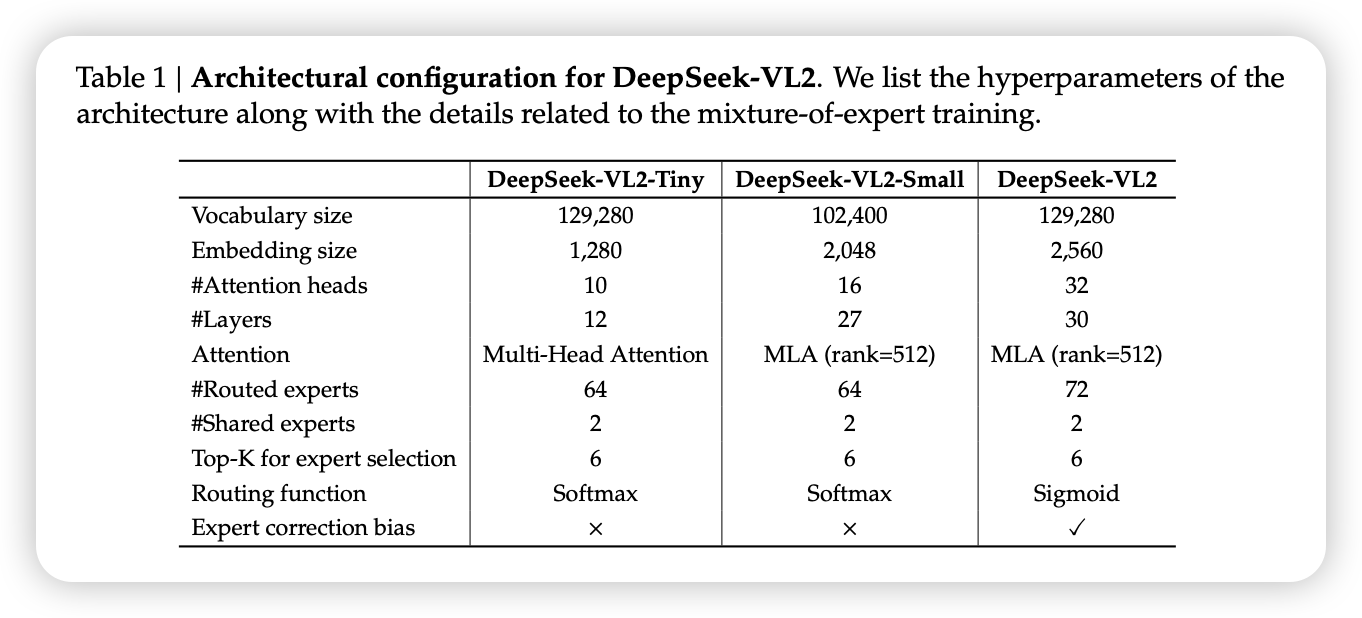 Table 1 | Architectural configuration for DeepSeek-VL2. We list the hyperparameters of the
architecture along with the details related to the mixture-of-expert training.
DeepSeek-VL2-Tiny DeepSeek-VL2-Small DeepSeek-VL2
Vocabulary size 129,280 102,400 129,280
Embedding size 1,280 2,048 2,560
#Attention heads 10 16 32
#Layers 12 27 30
Attention Multi-Head Attention MLA (rank=512) MLA (rank=512)
#Routed experts 64 64 72
#Shared experts 2 2 2
Top-K for expert selection 6 6 6
Routing function Softmax Softmax Sigmoid
Expert correction bias × × ✓